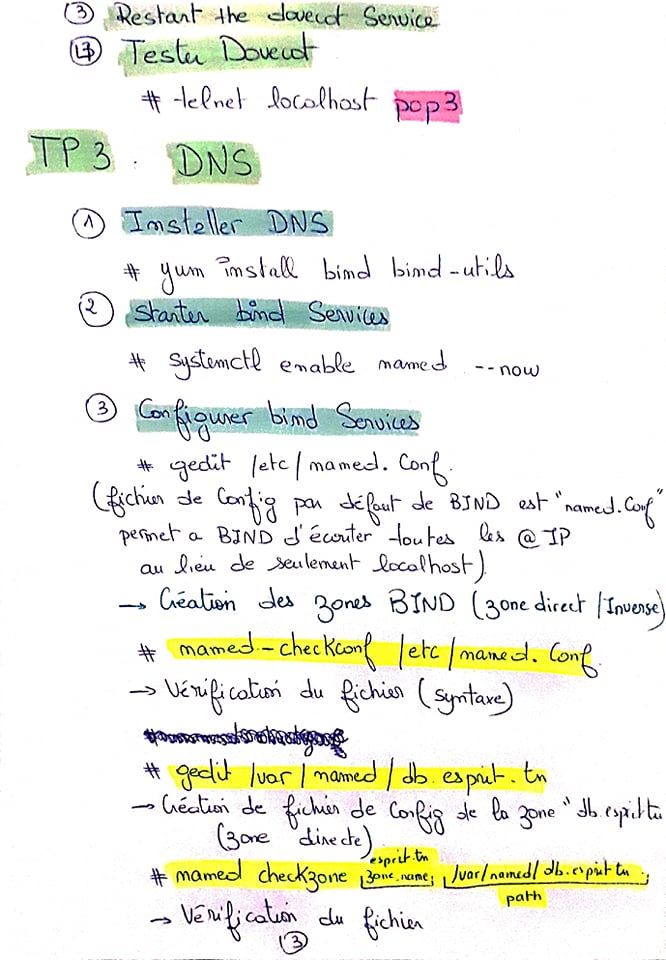 ③ Restart the dovecot Service
④ Tester Dovecot
# telnet localhost pop3
TP3. DNS
① Installer DNS
# yum install bind bind-utils
② Starter bind Services
# systemctl enable named --now
③ Configurer bind Services
# gedit /etc/named.Conf.
(fichier de Config par défaut de BIND est "named.Conf"
permet a BIND d'écouter toutes les @IP
au lieu de seulement localhost)
→ Création des zones BIND (zone direct / Inverse)
# named-checkconf /etc/named.Conf.
→ Vérification du fichier (syntaxe)
# gedit /var/named/db.esprit.tn
→ Création de fichier de Config de la zone "db.esprit.tn
(zone directe)
esprit.tn
# named checkzone zone.name /var/named/db.esprit.tn
path
→ Vérification du fichier
③